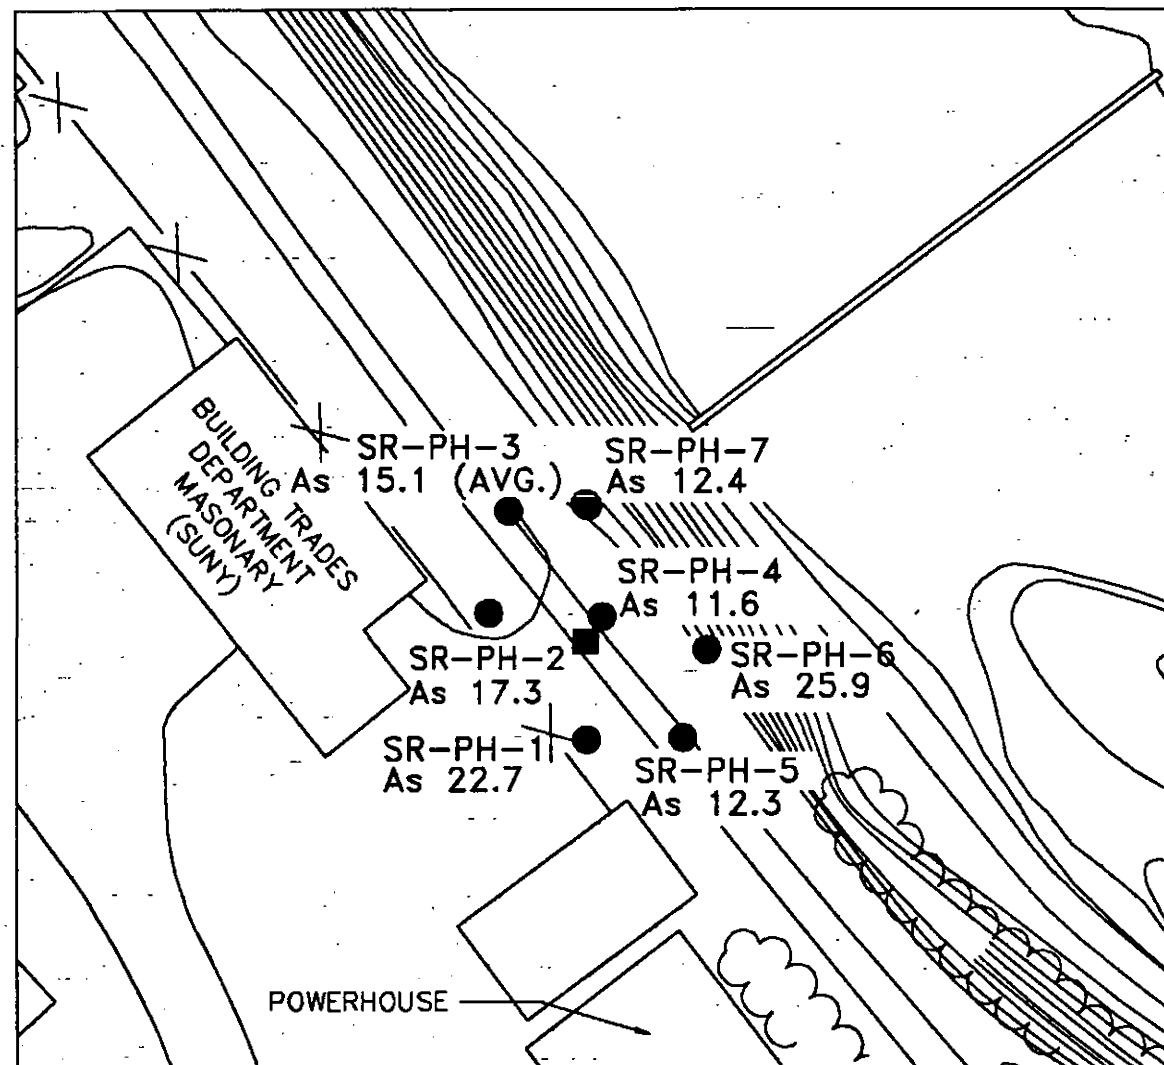 BUILDING TRADES
DEPARTMENT
MASONARY
(SUNY)
SR-PH-3
As 15.1 (AVG.)
SR-PH-7
As 12.4
SR-PH-4
As 11.6
SR-PH-2
As 17.3
SR-PH-6
As 25.9
SR-PH-1
As 22.7
SR-PH-5
As 12.3
POWERHOUSE